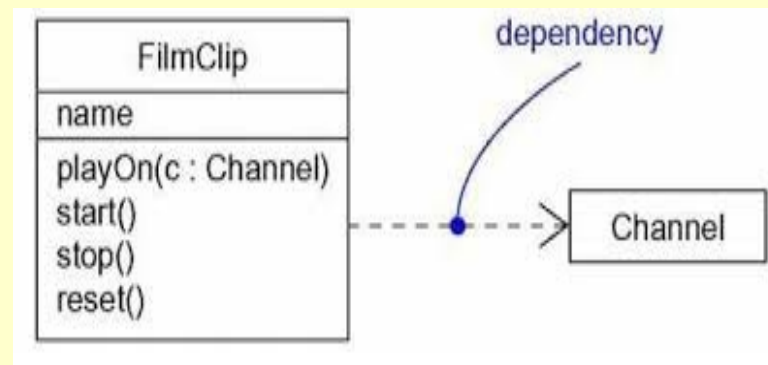 FilmClip
name
playOn(c : Channel)
start()
stop()
reset()
dependency
Channel